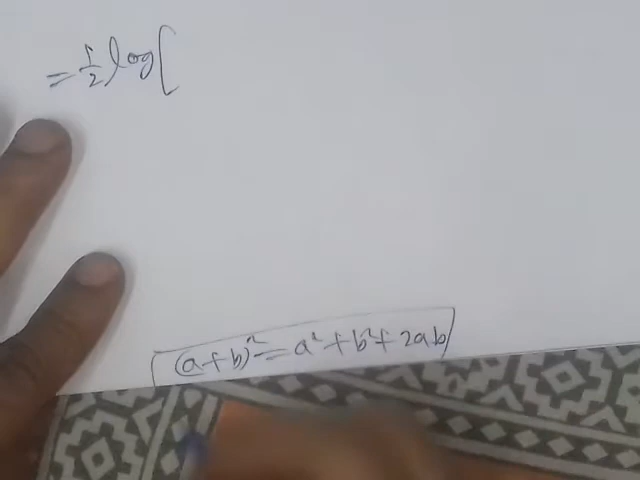 = 1/2 log[
(a+b)² = a² + b² + 2ab